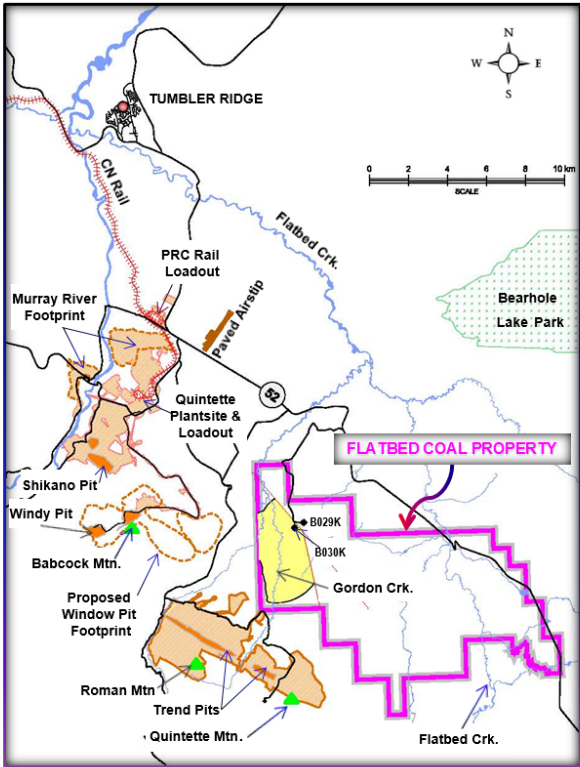 N
W E
S
TUMBLER RIDGE
0 2 4 6 8 10 km
SCALE
CN Rail
Flatbed Crk.
PRC Rail
Loadout
Murray River
Footprint
Paved Airstip
Bearhole
Lake Park
52
Quintette
Plantsite &
Loadout
FLATBED COAL PROPERTY
Shikano Pit
Windy Pit
B029K
B030K
Babcock Mtn.
Gordon Crk.
Proposed
Window Pit
Footprint
Roman Mtn
Trend Pits
Quintette Mtn.
Flatbed Crk.